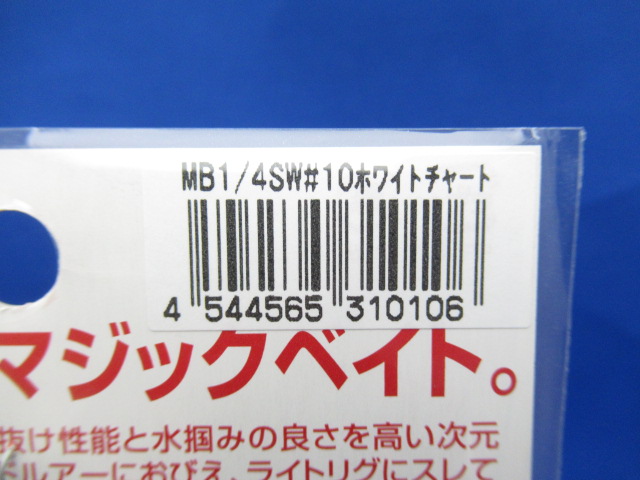 MB1/4SW#10ホワイトチャート
4 544565 310106
マジックベイト。
抜け性能と水掴みの良さを高い次元
ルアーにおびえ、ライトリグにスレて